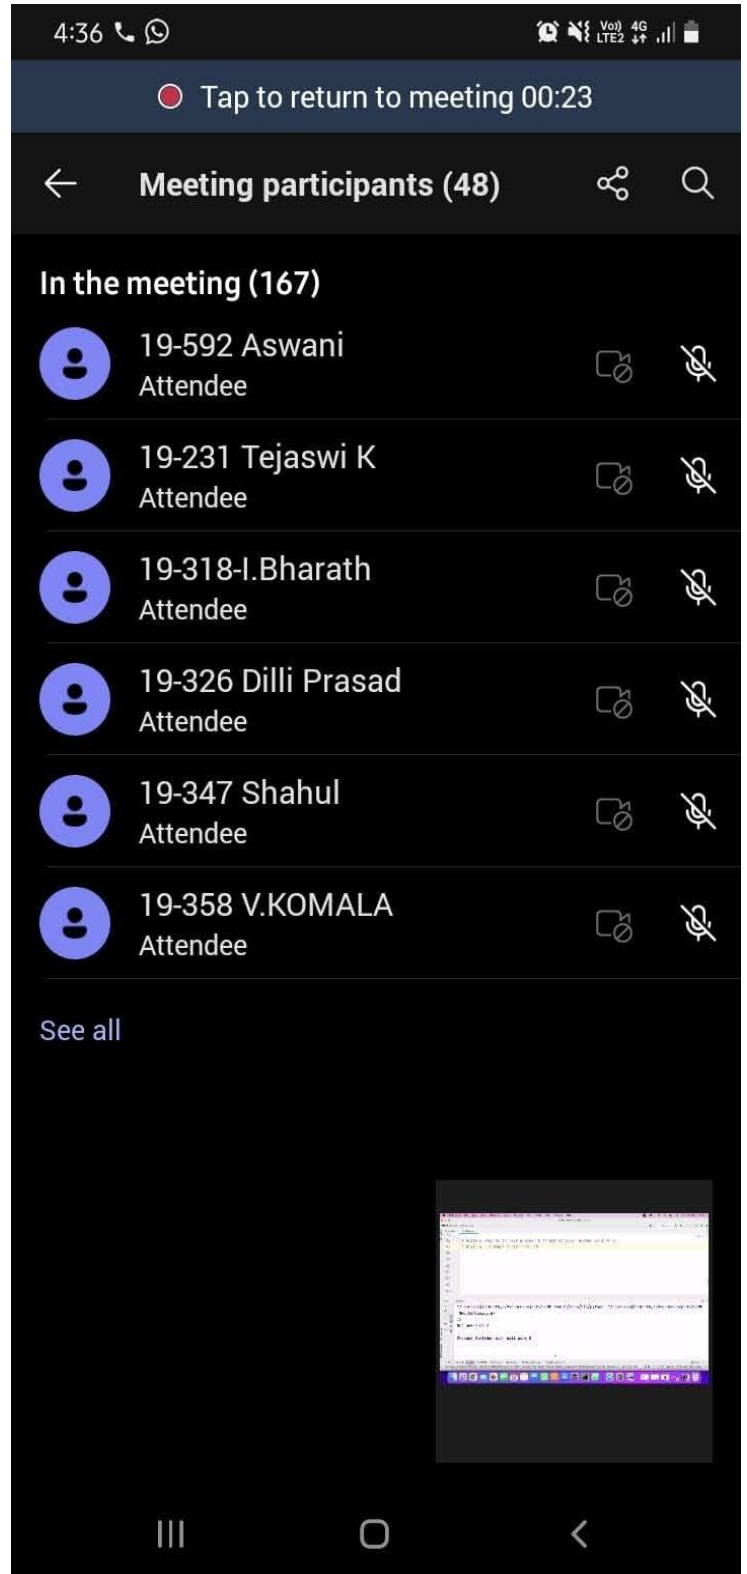 4:36
Vo)) 4G
LTE2
Tap to return to meeting 00:23
Meeting participants (48)
In the meeting (167)
19-592 Aswani
Attendee
19-231 Tejaswi K
Attendee
19-318-I.Bharath
Attendee
19-326 Dilli Prasad
Attendee
19-347 Shahul
Attendee
19-358 V.KOMALA
Attendee
See all